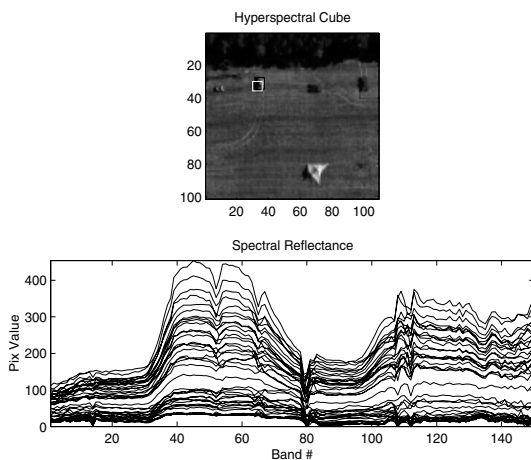 Hyperspectral Cube
20
40
60
80
100
20 40 60 80 100
Spectral Reflectance
400
300
200
100
0
Pix Value
20 40 60 80 100 120 140
Band #